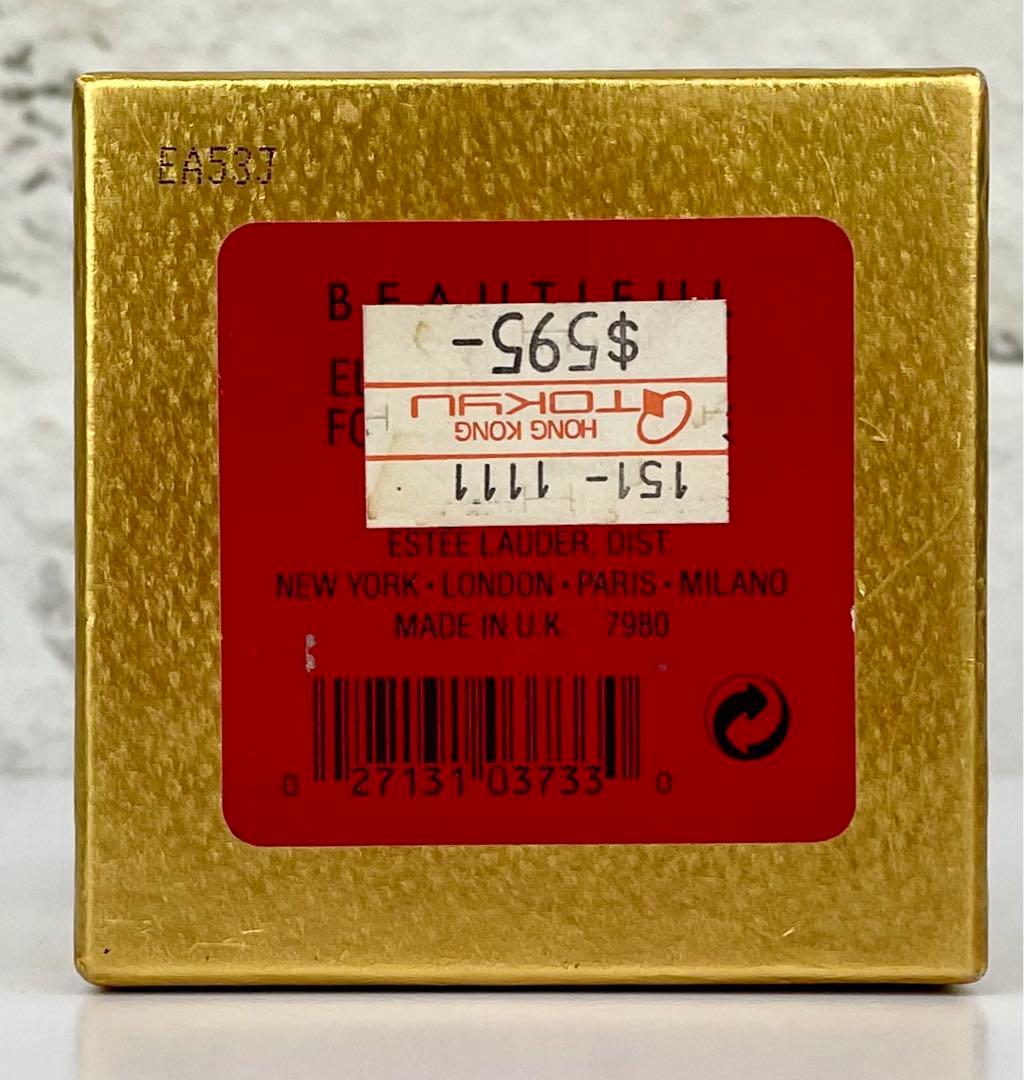 EA53J
BEAUTIFUL
$595-
TOKYU
HONG KONG
151-1111
ESTEE LAUDER, DIST.
NEW YORK · LONDON · PARIS · MILANO
MADE IN U.K. 7980
0 27131 03733 0